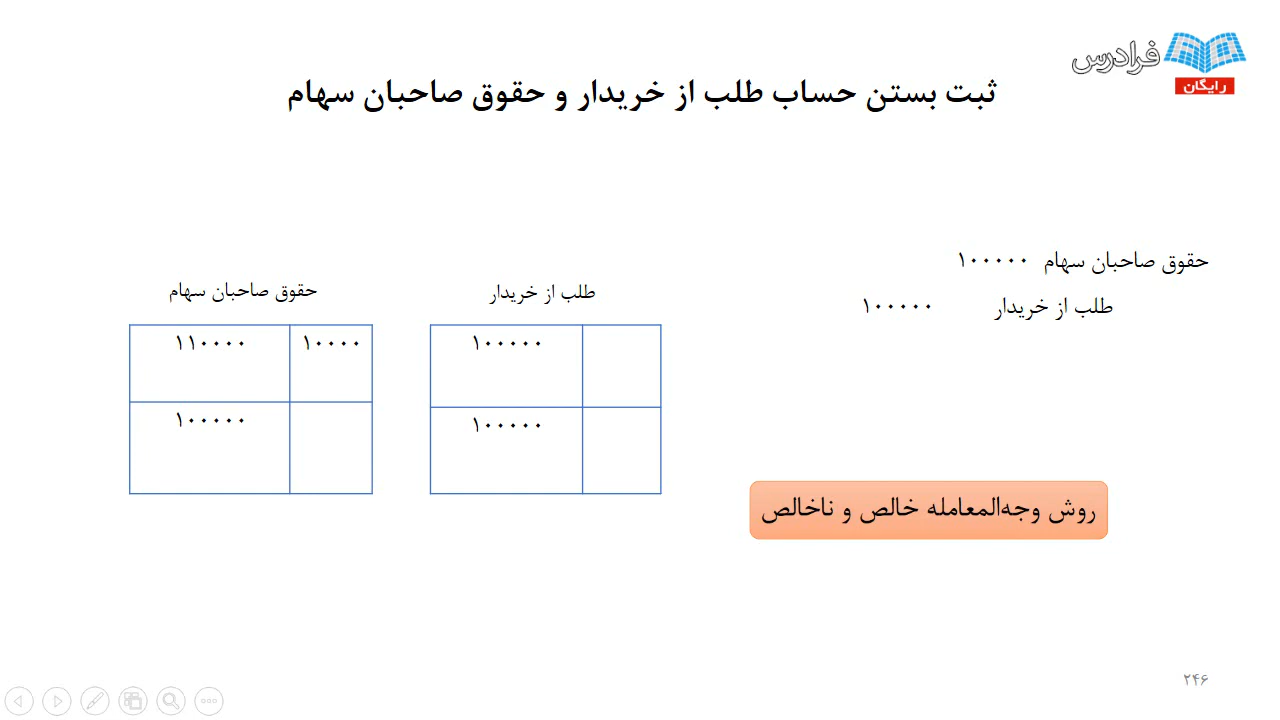 فرادرس
رایگان
ثبت بستن حساب طلب از خریدار و حقوق صاحبان سهام
حقوق صاحبان سهام ۱۰۰۰۰۰
طلب از خریدار ۱۰۰۰۰۰
طلب از خریدار
۱۰۰۰۰۰
۱۰۰۰۰۰
حقوق صاحبان سهام
۱۰۰۰۰ ۱۱۰۰۰۰
۱۰۰۰۰۰
روش وجه‌المعامله خالص و ناخالص
۲۴۶